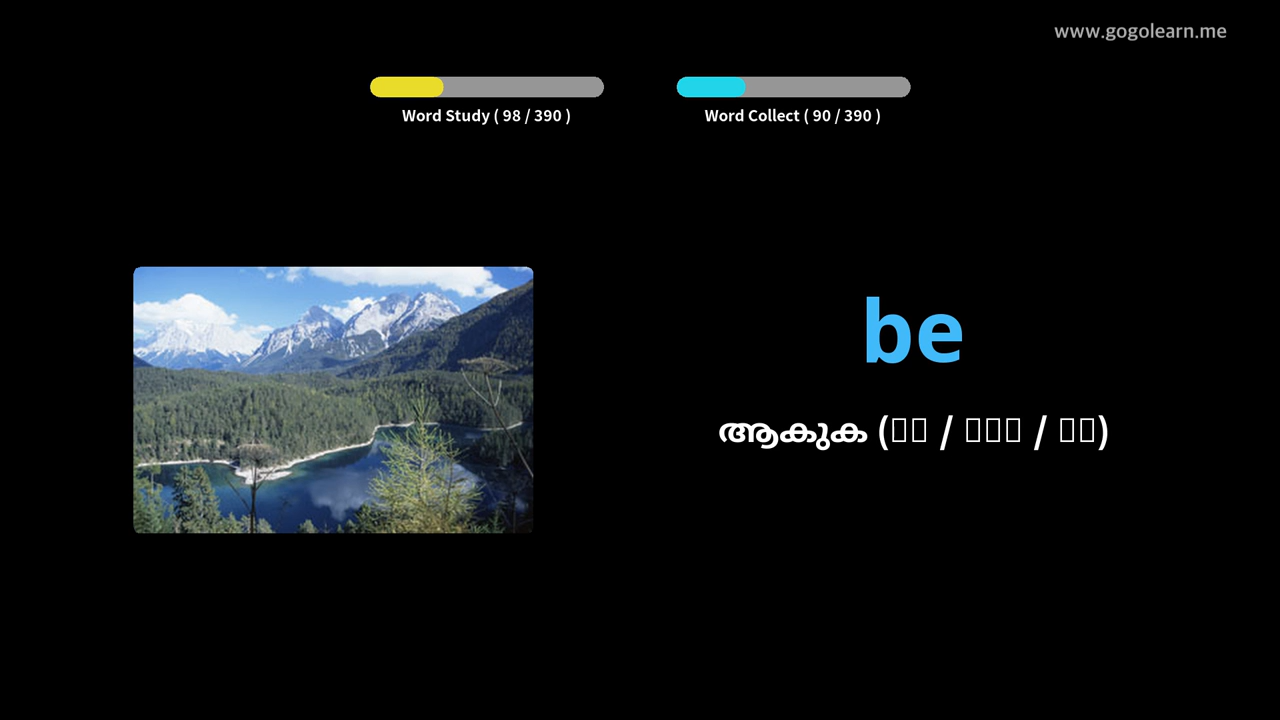 www.gogolearn.me
Word Study ( 98 / 390 )
Word Collect ( 90 / 390 )
be
ആകുക (▯▯ / ▯▯▯ / ▯▯)